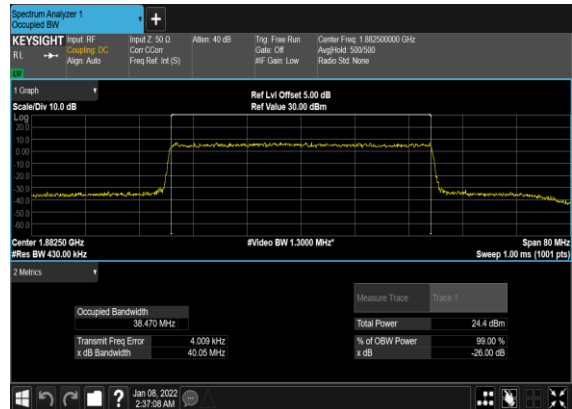 Spectrum Analyzer 1
Occupied BW
+
KEYSIGHT Input: RF Input Z: 50 Ω Atten: 40 dB Trig: Free Run Center Freq: 1.882500000 GHz
RL Coupling: DC Corr CCorr Gate: Off Avg|Hold: 500/500
Align: Auto Freq Ref: Int (S) #IF Gain: Low Radio Std: None
1 Graph Ref Lvl Offset 5.00 dB
Scale/Div 10.0 dB Ref Value 30.00 dBm
Log
20.0
10.0
0.00
-10.0
-20.0
-30.0
-40.0
-50.0
-60.0
Center 1.88250 GHz #Video BW 1.3000 MHz* Span 80 MHz
#Res BW 430.00 kHz Sweep 1.00 ms (1001 pts)
2 Metrics
Measure Trace Trace 1
Occupied Bandwidth
38.470 MHz Total Power 24.4 dBm
Transmit Freq Error 4.009 kHz % of OBW Power 99.00 %
x dB Bandwidth 40.05 MHz x dB -26.00 dB
? Jan 08, 2022
2:37:08 AM